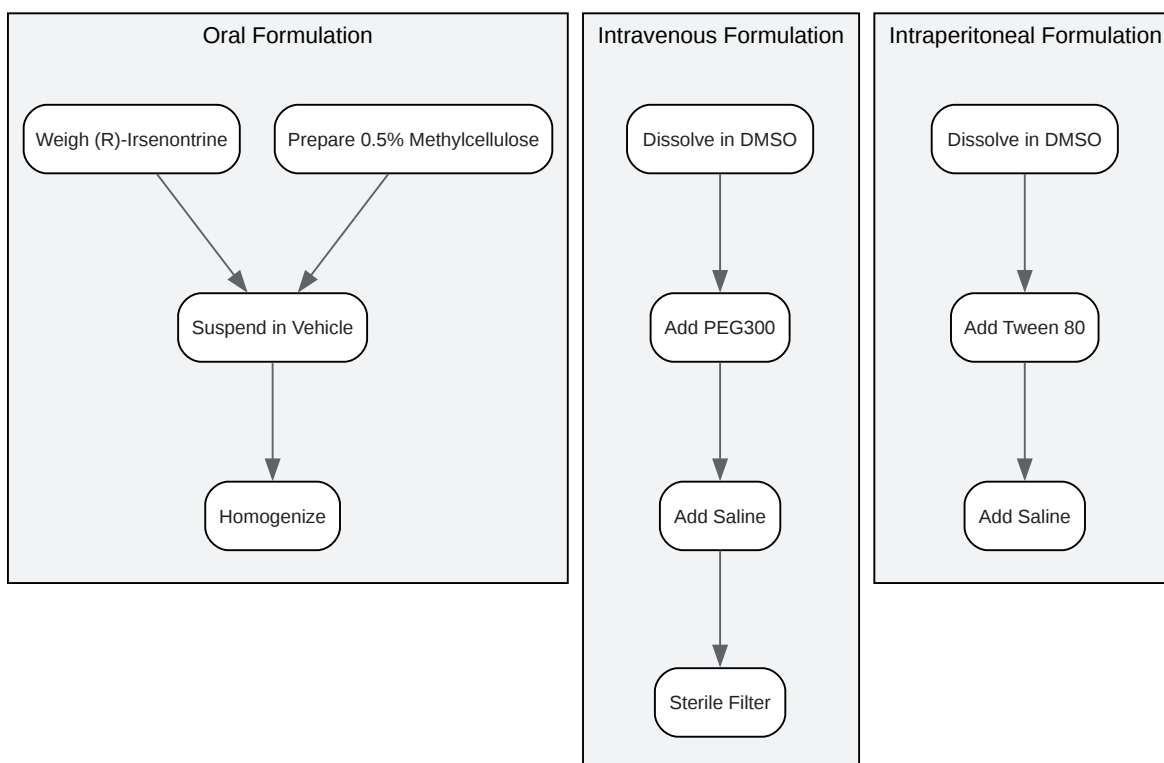 Oral Formulation
Weigh (R)-Irsenontrine
Prepare 0.5% Methylcellulose
Suspend in Vehicle
Homogenize
Intravenous Formulation
Dissolve in DMSO
Add PEG300
Add Saline
Sterile Filter
Intraperitoneal Formulation
Dissolve in DMSO
Add Tween 80
Add Saline